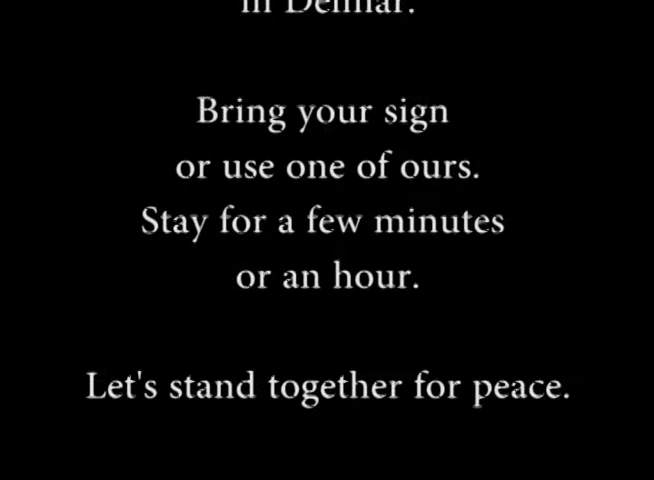 in Delmar.
Bring your sign
or use one of ours.
Stay for a few minutes
or an hour.
Let's stand together for peace.